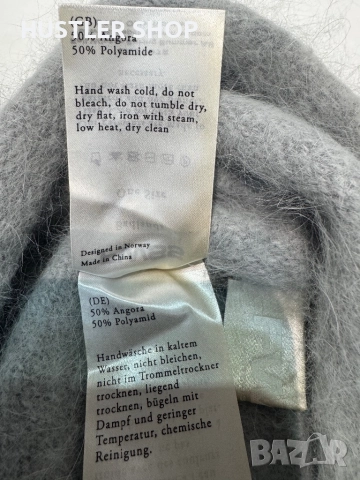 HUSTLER SHOP
(GB)
50% Angora
50% Polyamide
Hand wash cold, do not
bleach, do not tumble dry,
dry flat, iron with steam,
low heat, dry clean
One Size
Designed in Norway
Made in China
(DE)
50% Angora
50% Polyamid
Handwäsche in kaltem
Wasser, nicht bleichen,
nicht im Trommeltrockner
trocknen, liegend
trocknen, bügeln mit
Dampf und geringer
Temperatur, chemische
Reinigung.
BAZAR
bg